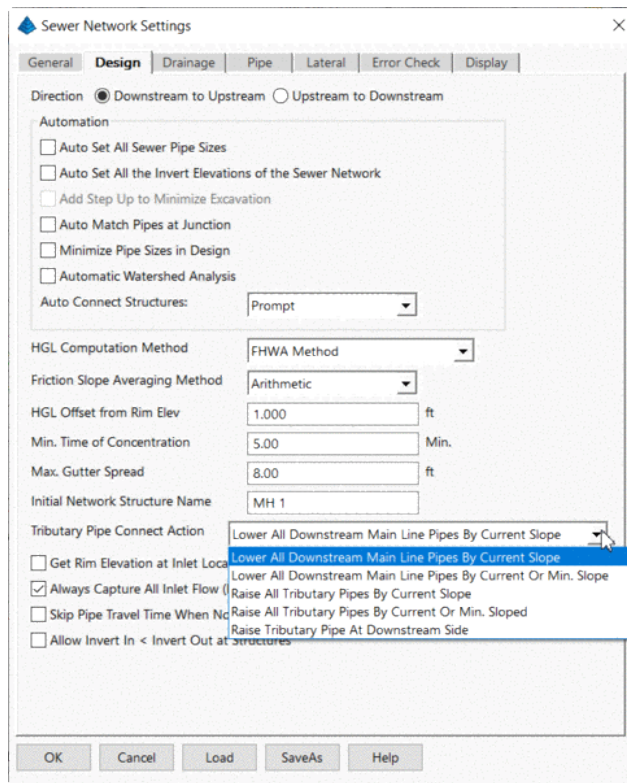 Sewer Network Settings
General Design Drainage Pipe Lateral Error Check Display
Direction Downstream to Upstream Upstream to Downstream
Automation
Auto Set All Sewer Pipe Sizes
Auto Set All the Invert Elevations of the Sewer Network
Add Step Up to Minimize Excavation
Auto Match Pipes at Junction
Minimize Pipe Sizes in Design
Automatic Watershed Analysis
Auto Connect Structures: Prompt
HGL Computation Method FHWA Method
Friction Slope Averaging Method Arithmetic
HGL Offset from Rim Elev 1.000 ft
Min. Time of Concentration 5.00 Min.
Max. Gutter Spread 8.00 ft
Initial Network Structure Name MH 1
Tributary Pipe Connect Action Lower All Downstream Main Line Pipes By Current Slope
Get Rim Elevation at Inlet Loca Lower All Downstream Main Line Pipes By Current Slope
Lower All Downstream Main Line Pipes By Current Or Min. Slope
Always Capture All Inlet Flow ( Raise All Tributary Pipes By Current Slope
Skip Pipe Travel Time When No Raise All Tributary Pipes By Current Or Min. Sloped
Raise Tributary Pipe At Downstream Side
Allow Invert In < Invert Out at Structures
OK Cancel Load SaveAs Help